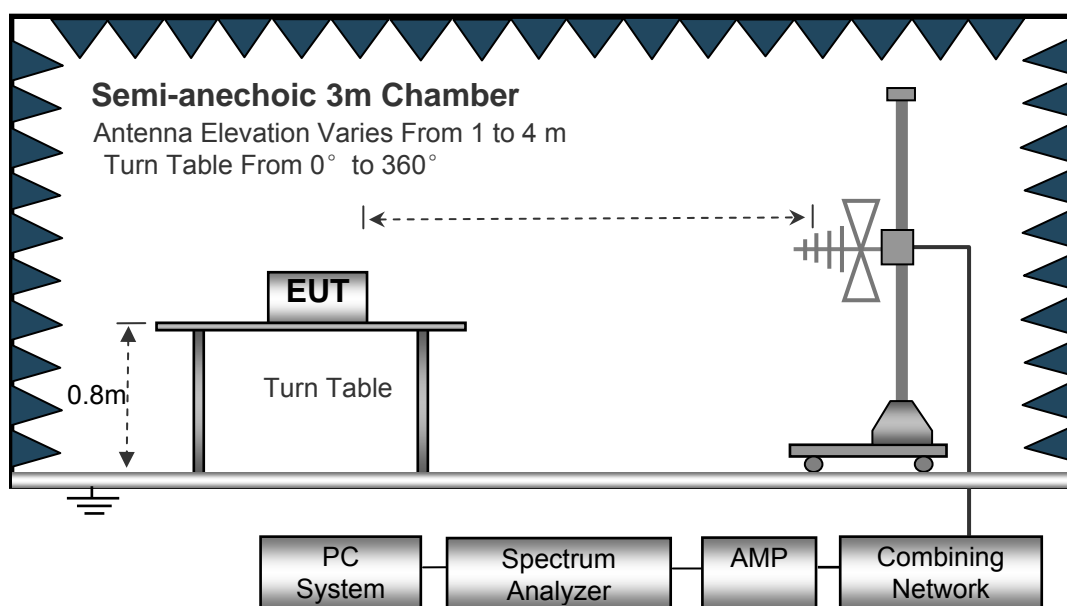 Semi-anechoic 3m Chamber
Antenna Elevation Varies From 1 to 4 m
Turn Table From 0° to 360°
EUT
0.8m
Turn Table
PC
System
Spectrum
Analyzer
AMP
Combining
Network